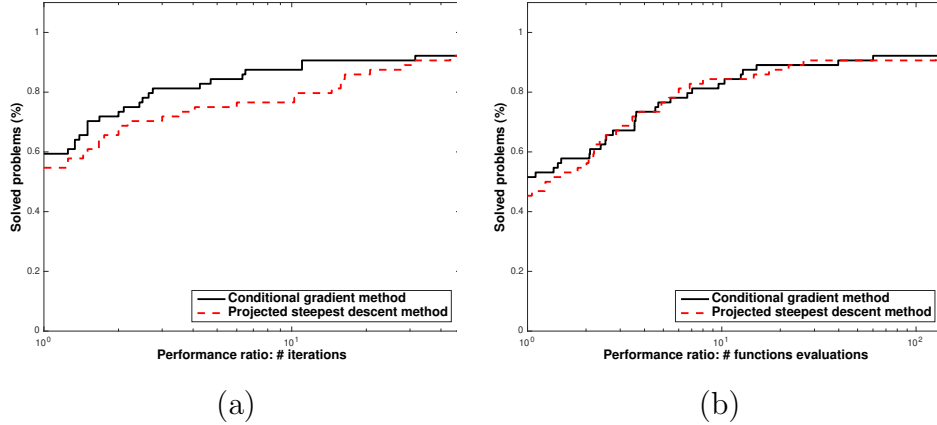 1
0.8
0.6
0.4
0.2
0
Solved problems (%)
Conditional gradient method
Projected steepest descent method
10^0
10^1
Performance ratio: # iterations
(a)
1
0.8
0.6
0.4
0.2
0
Solved problems (%)
Conditional gradient method
Projected steepest descent method
10^0
10^1
10^2
Performance ratio: # functions evaluations
(b)